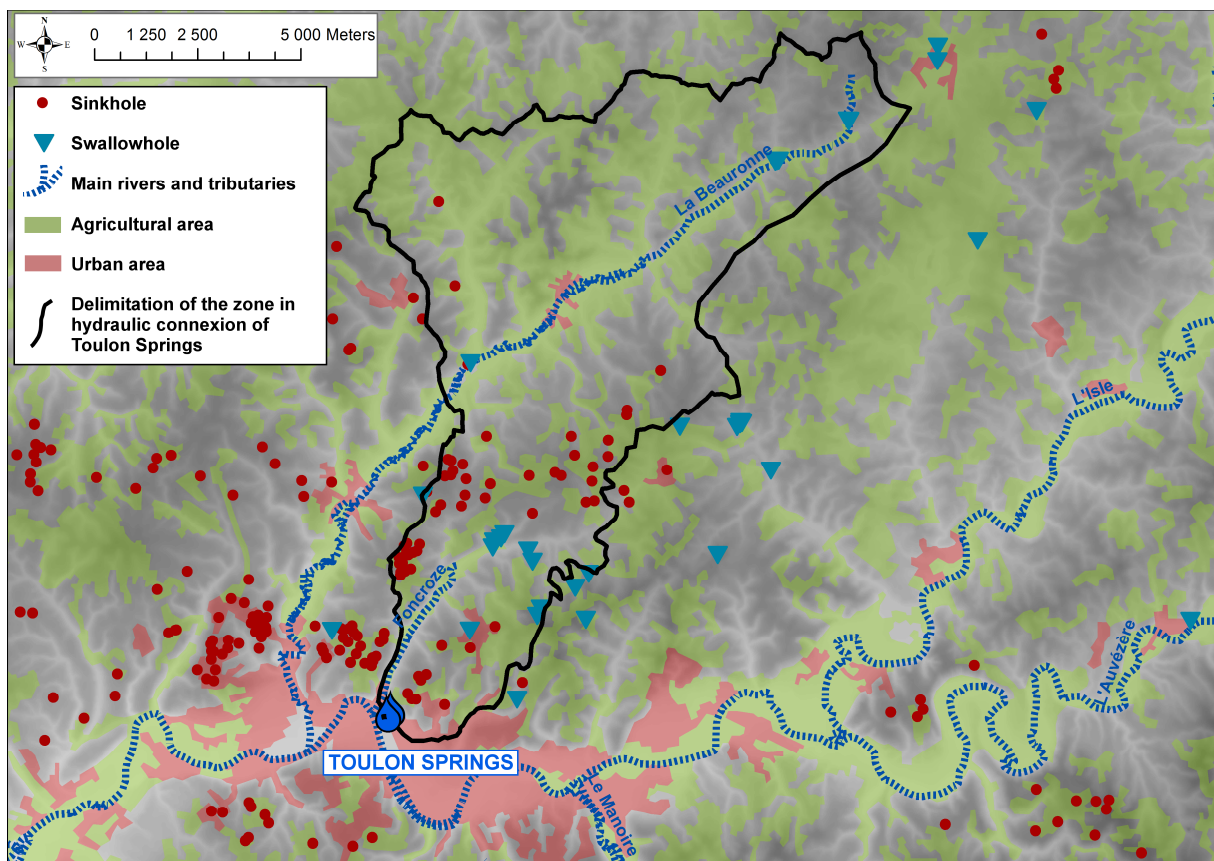 N
W E
S
0 1 250 2 500 5 000 Meters
Sinkhole
Swallowhole
Main rivers and tributaries
Agricultural area
Urban area
Delimitation of the zone in
hydraulic connexion of
Toulon Springs
La Beauronne
L'Isle
Foncroze
L'Auvézère
TOULON SPRINGS
Le Manoire